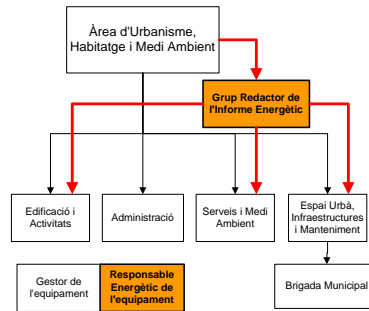 Àrea d'Urbanisme,
Habitatge i Medi Ambient
Grup Redactor de
l'Informe Energètic
Edificació i
Activitats
Administració
Serveis i Medi
Ambient
Espai Urbà,
Infraestructures
i Manteniment
Gestor de
l'equipament
Responsable
Energètic de
l'equipament
Brigada Municipal